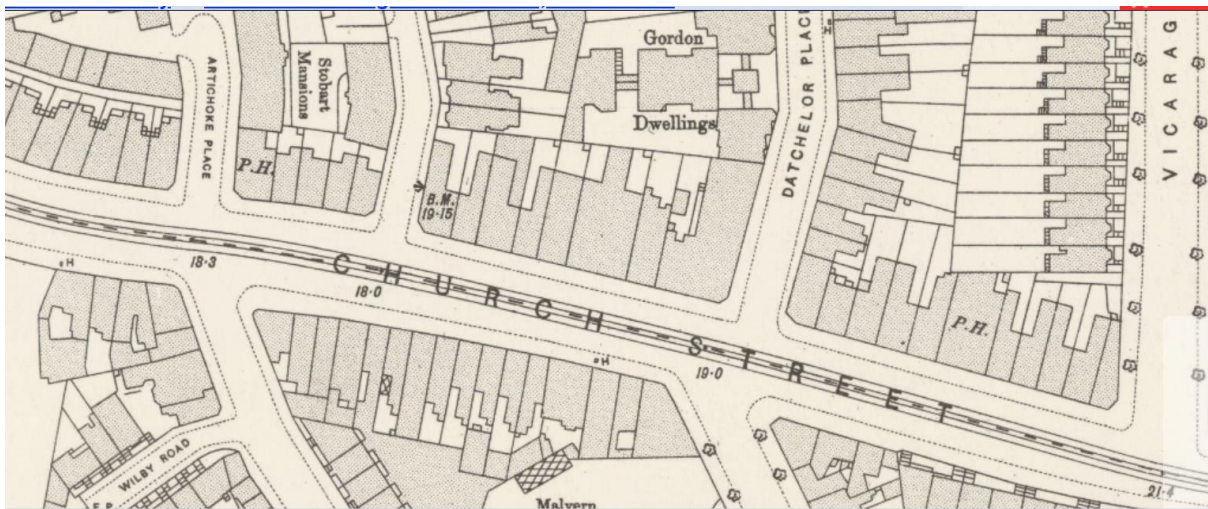 ARTICHOKE PLACE
Stobart
Mansions
Gordon
Dwellings
H
DATCHELOR PLAC
VICARAG
P.H.
B.M.
19·15
18·3
H
18·0
CHURCH STREET
H
19·0
P.H.
21·4
WILBY ROAD
F.P.
Malvern